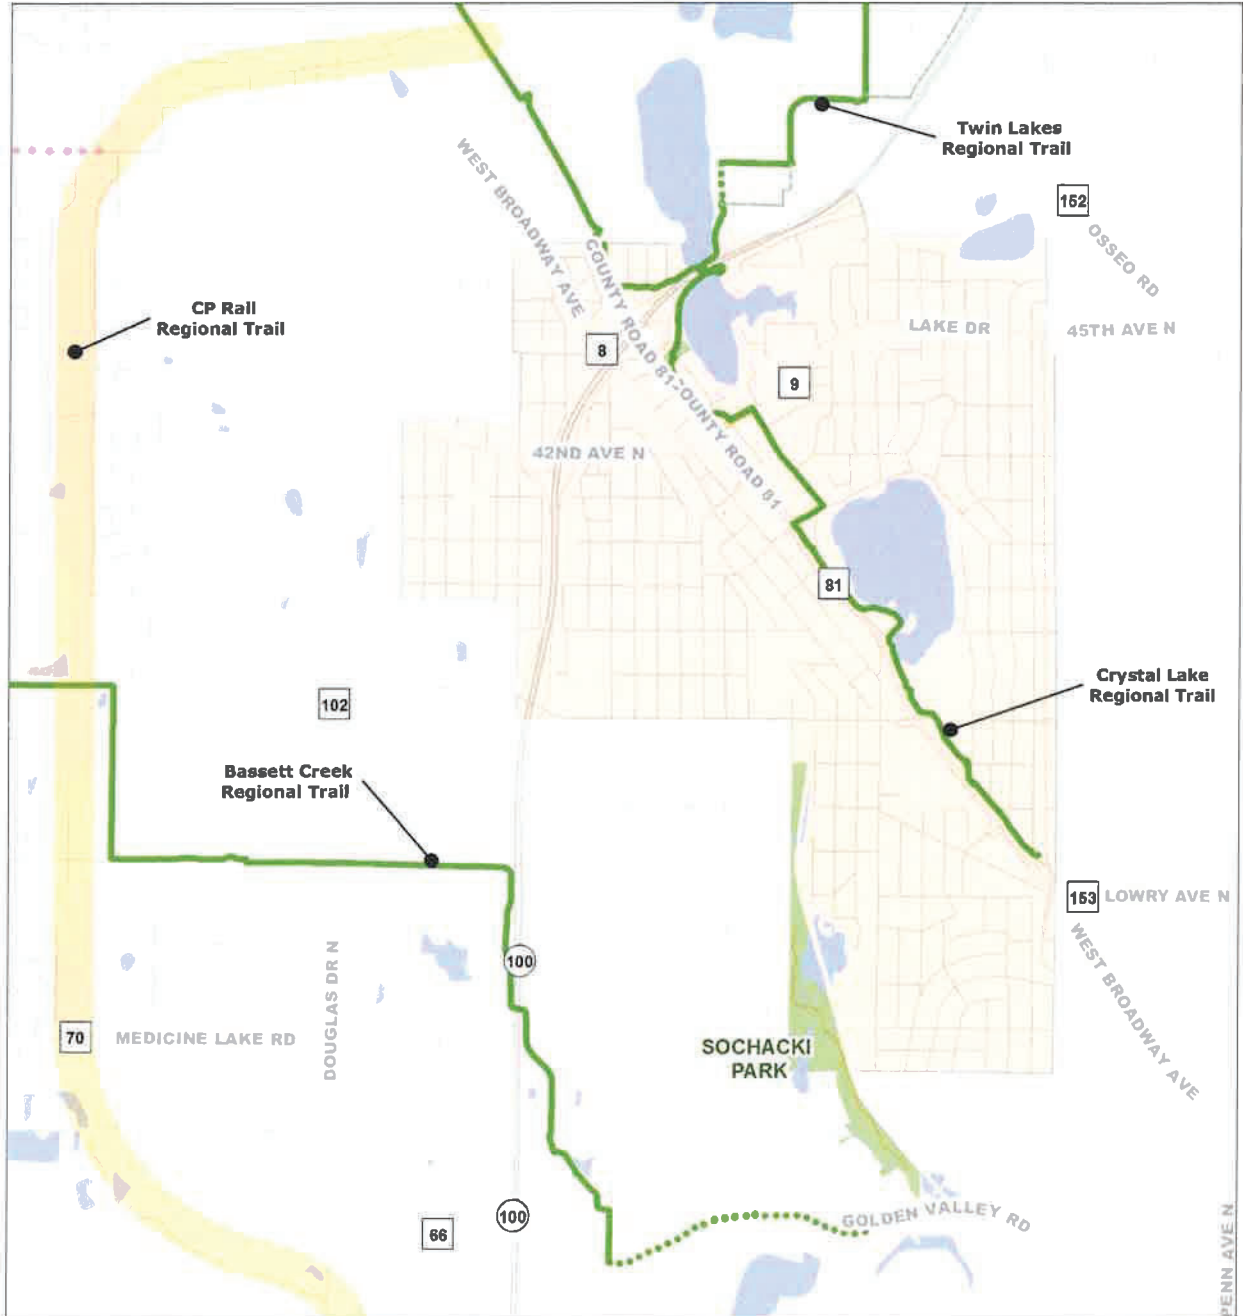 Twin Lakes
Regional Trail
152
OSSEO RD
WEST BROADWAY AVE
COUNTY ROAD 81
CP Rail
Regional Trail
LAKE DR
45TH AVE N
8
9
COUNTY ROAD 81
42ND AVE N
81
Crystal Lake
Regional Trail
102
Bassett Creek
Regional Trail
153
LOWRY AVE N
100
WEST BROADWAY AVE
DOUGLAS DR N
70
MEDICINE LAKE RD
SOCHACKI
PARK
100
66
GOLDEN VALLEY RD
PENN AVE N